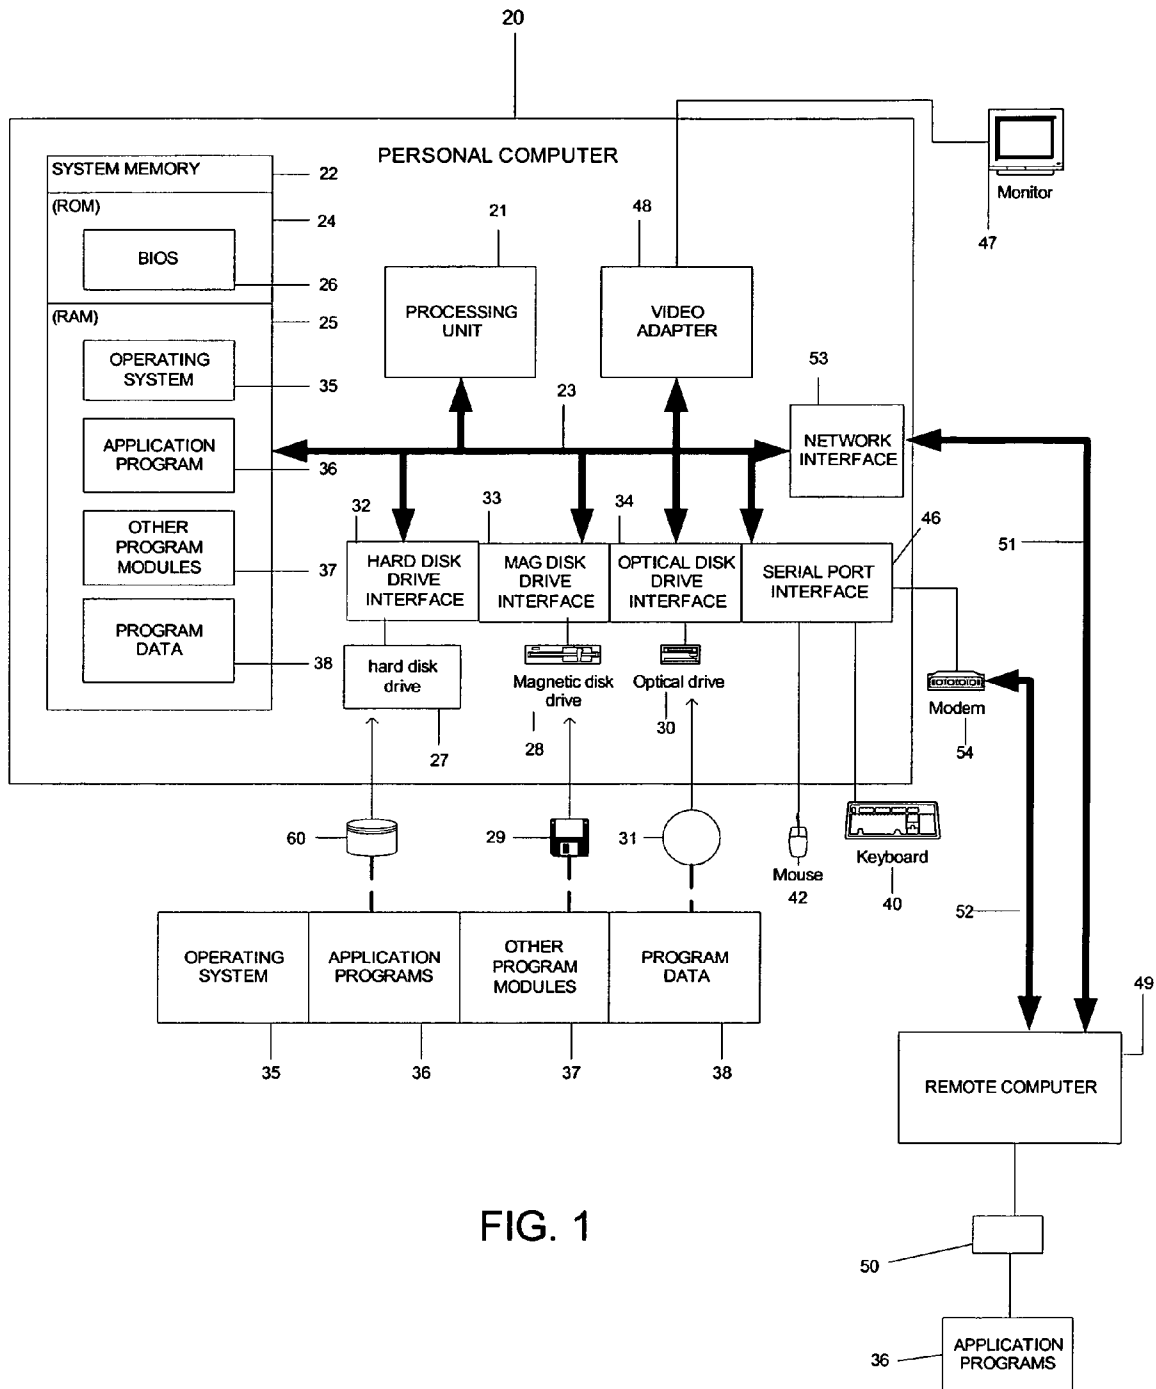 20
PERSONAL COMPUTER
SYSTEM MEMORY
22
(ROM)
24
BIOS
26
(RAM)
25
OPERATING
SYSTEM
35
APPLICATION
PROGRAM
36
OTHER
PROGRAM
MODULES
37
PROGRAM
DATA
38
21
PROCESSING
UNIT
48
VIDEO
ADAPTER
Monitor
47
23
53
NETWORK
INTERFACE
32
HARD DISK
DRIVE
INTERFACE
33
MAG DISK
DRIVE
INTERFACE
34
OPTICAL DISK
DRIVE
INTERFACE
46
SERIAL PORT
INTERFACE
51
hard disk
drive
27
Magnetic disk
drive
28
Optical drive
30
Modem
54
60
29
31
Mouse
42
Keyboard
40
52
OPERATING
SYSTEM
APPLICATION
PROGRAMS
OTHER
PROGRAM
MODULES
PROGRAM
DATA
35
36
37
38
49
REMOTE COMPUTER
FIG. 1
50
36
APPLICATION
PROGRAMS